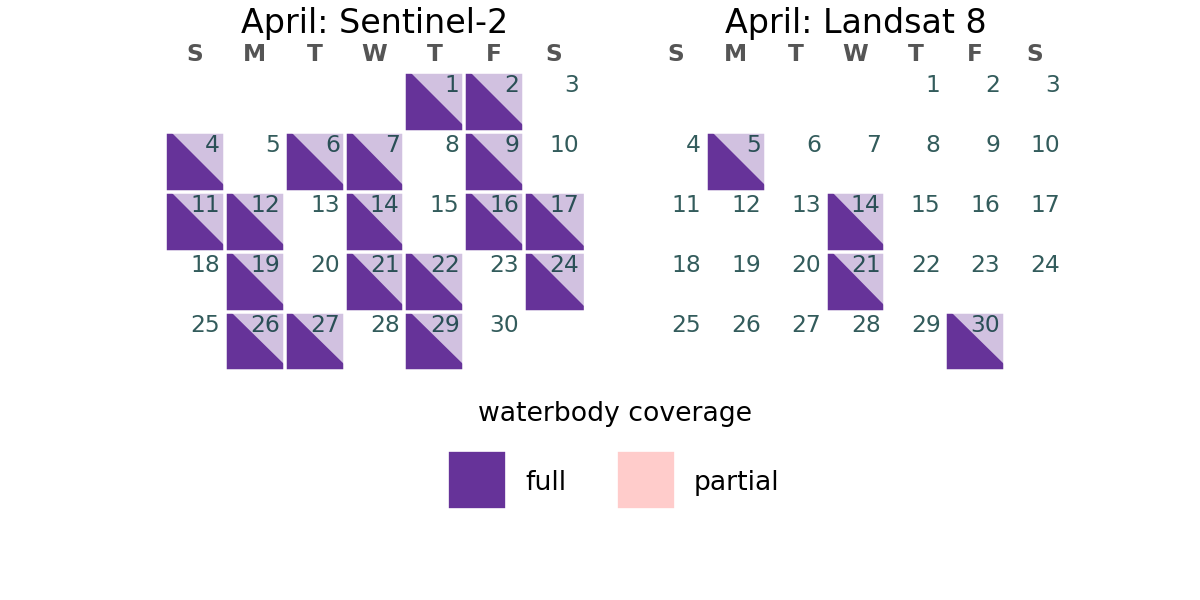 April: Sentinel-2
S M T W T F S
1 2 3
4 5 6 7 8 9 10
11 12 13 14 15 16 17
18 19 20 21 22 23 24
25 26 27 28 29 30
April: Landsat 8
S M T W T F S
1 2 3
4 5 6 7 8 9 10
11 12 13 14 15 16 17
18 19 20 21 22 23 24
25 26 27 28 29 30
waterbody coverage
full partial